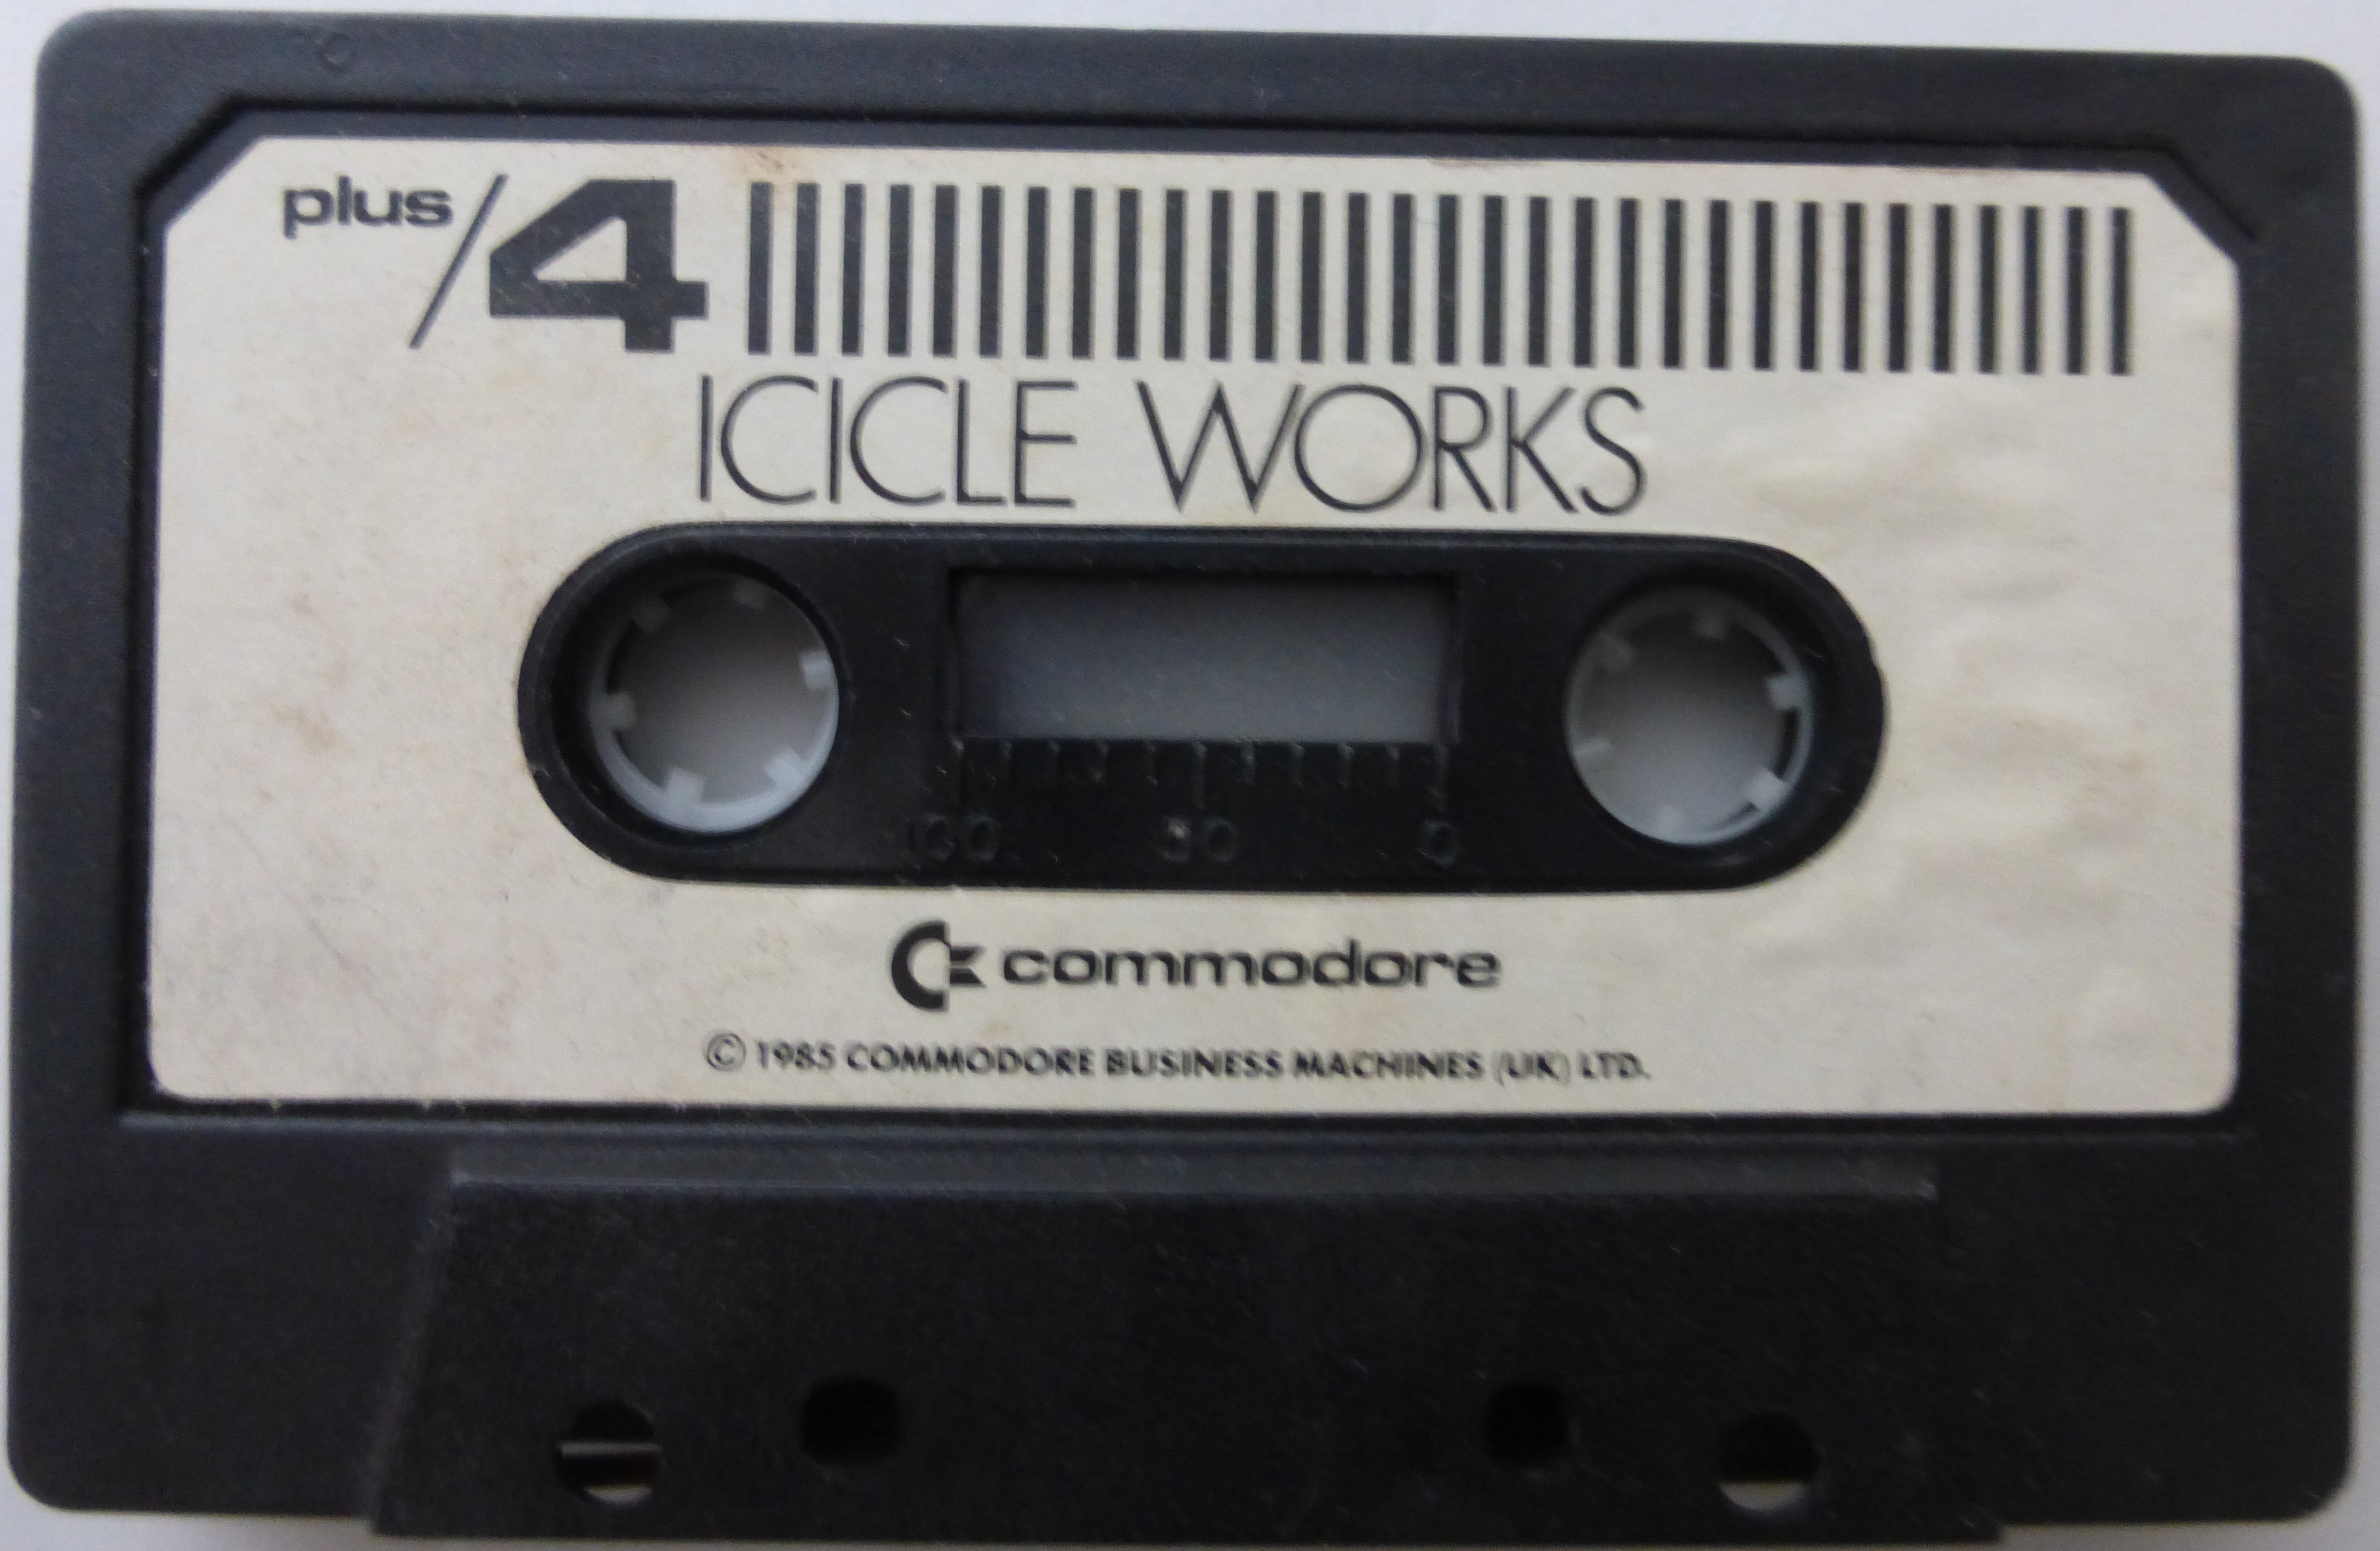 plus/4
ICICLE WORKS
100 50 0
commodore
© 1985 COMMODORE BUSINESS MACHINES (UK) LTD.